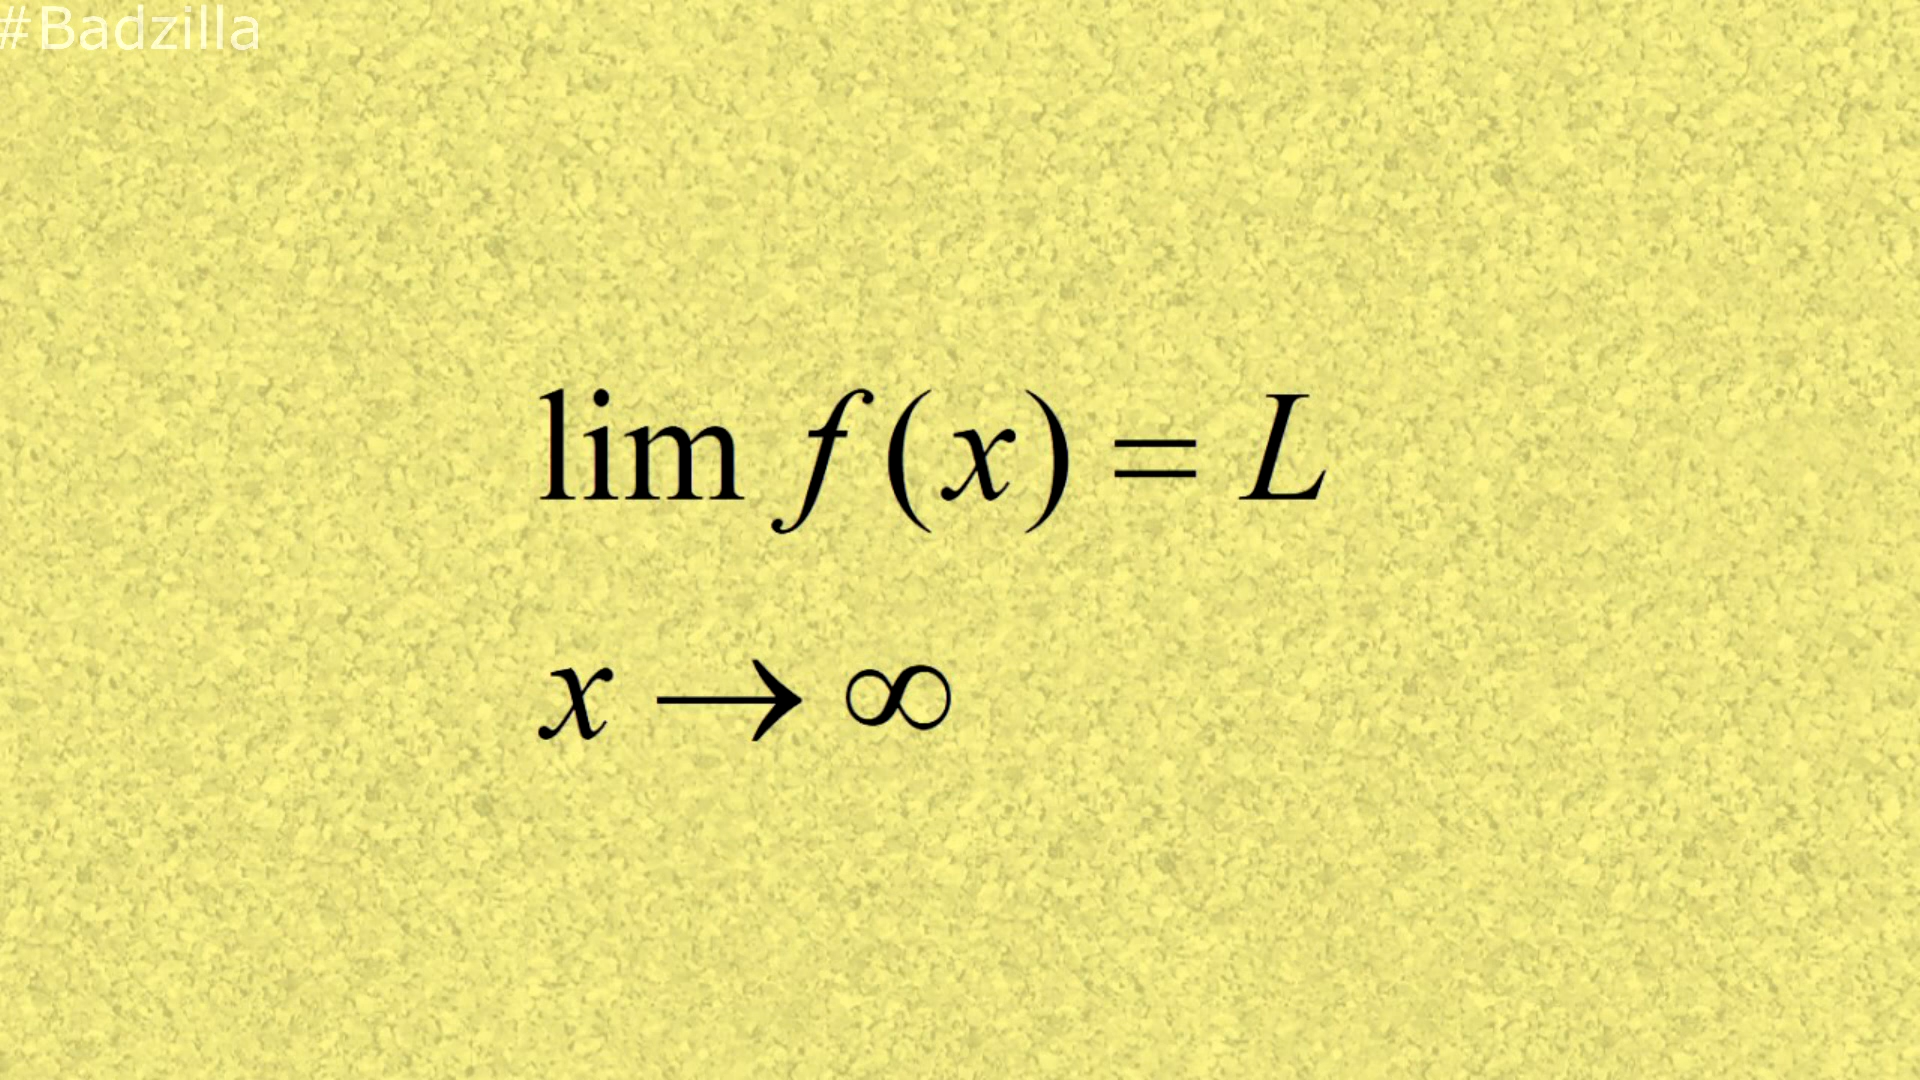 #Badzilla
lim f(x) = L
x → ∞